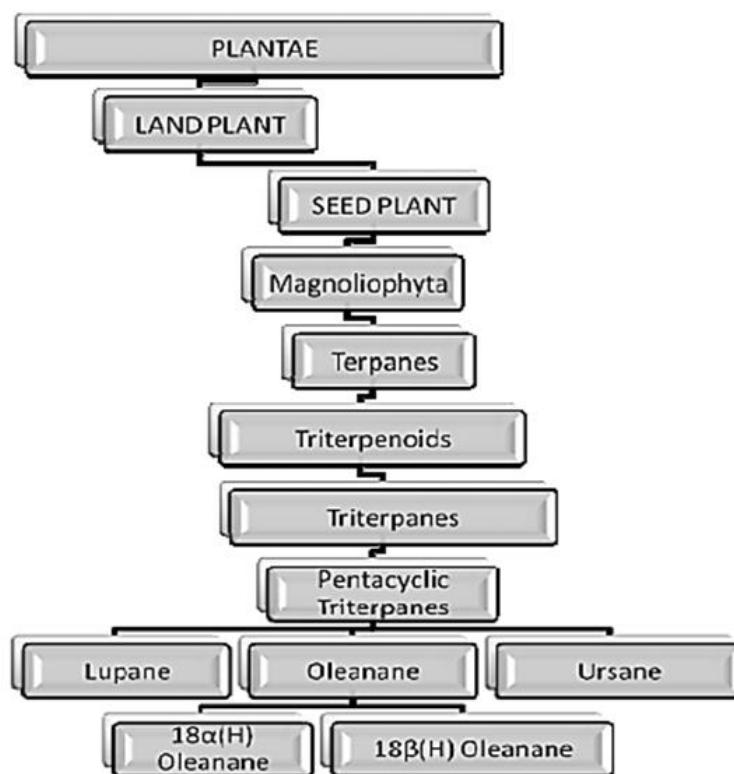 PLANTAE
LAND PLANT
SEED PLANT
Magnoliophyta
Terpanes
Triterpenoids
Triterpanes
Pentacyclic
Triterpanes
Lupane
Oleanane
Ursane
18α(H)
Oleanane
18β(H) Oleanane